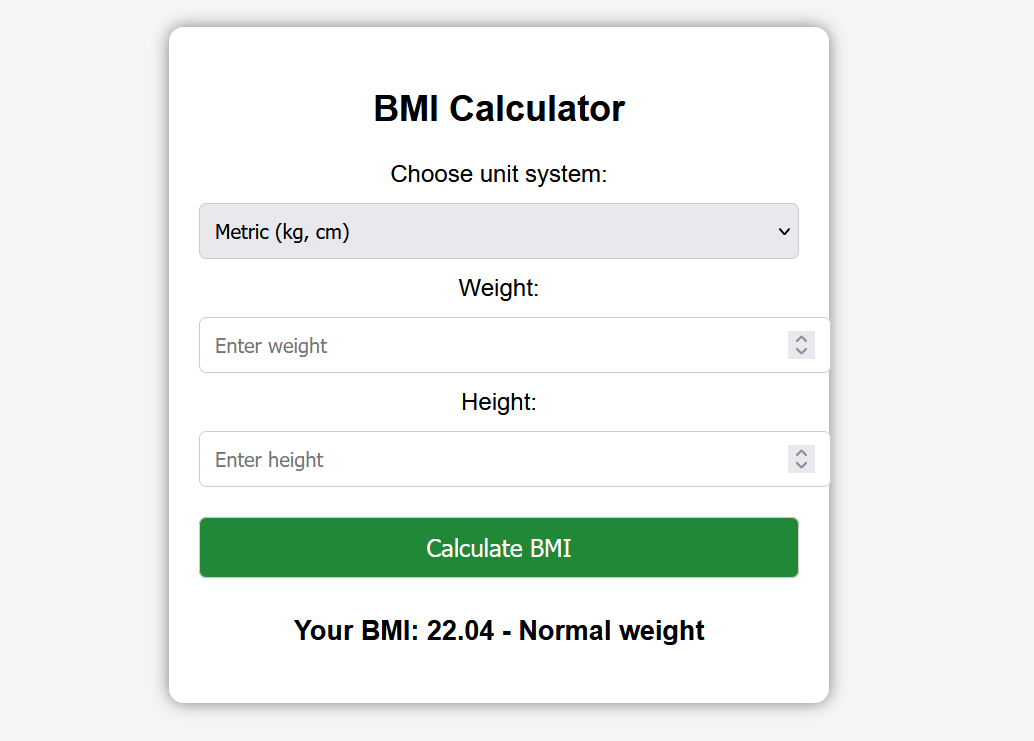 BMI Calculator
Choose unit system:
Metric (kg, cm)
Weight:
Enter weight
Height:
Enter height
Calculate BMI
Your BMI: 22.04 - Normal weight